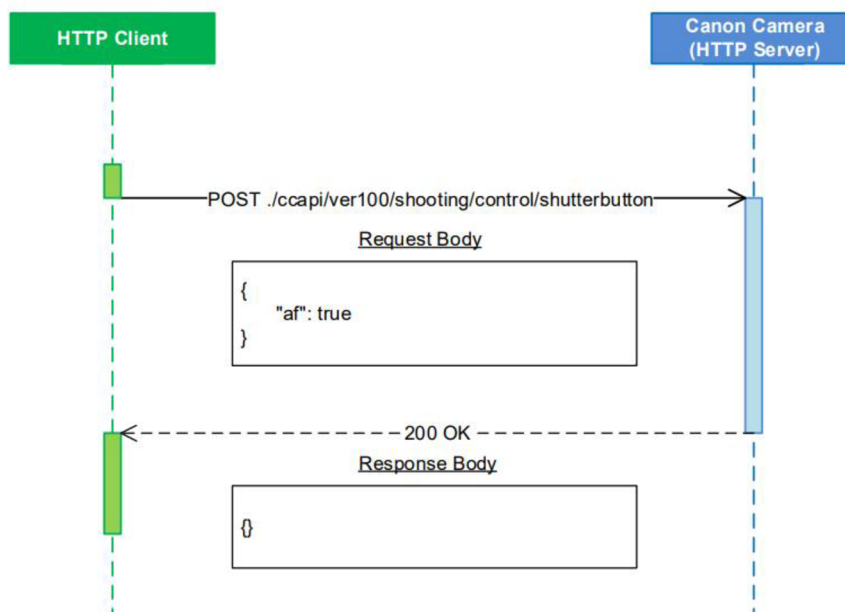 HTTP Client
Canon Camera
(HTTP Server)
POST ./ccapi/ver100/shooting/control/shutterbutton
Request Body
{
"af": true
}
200 OK
Response Body
{}